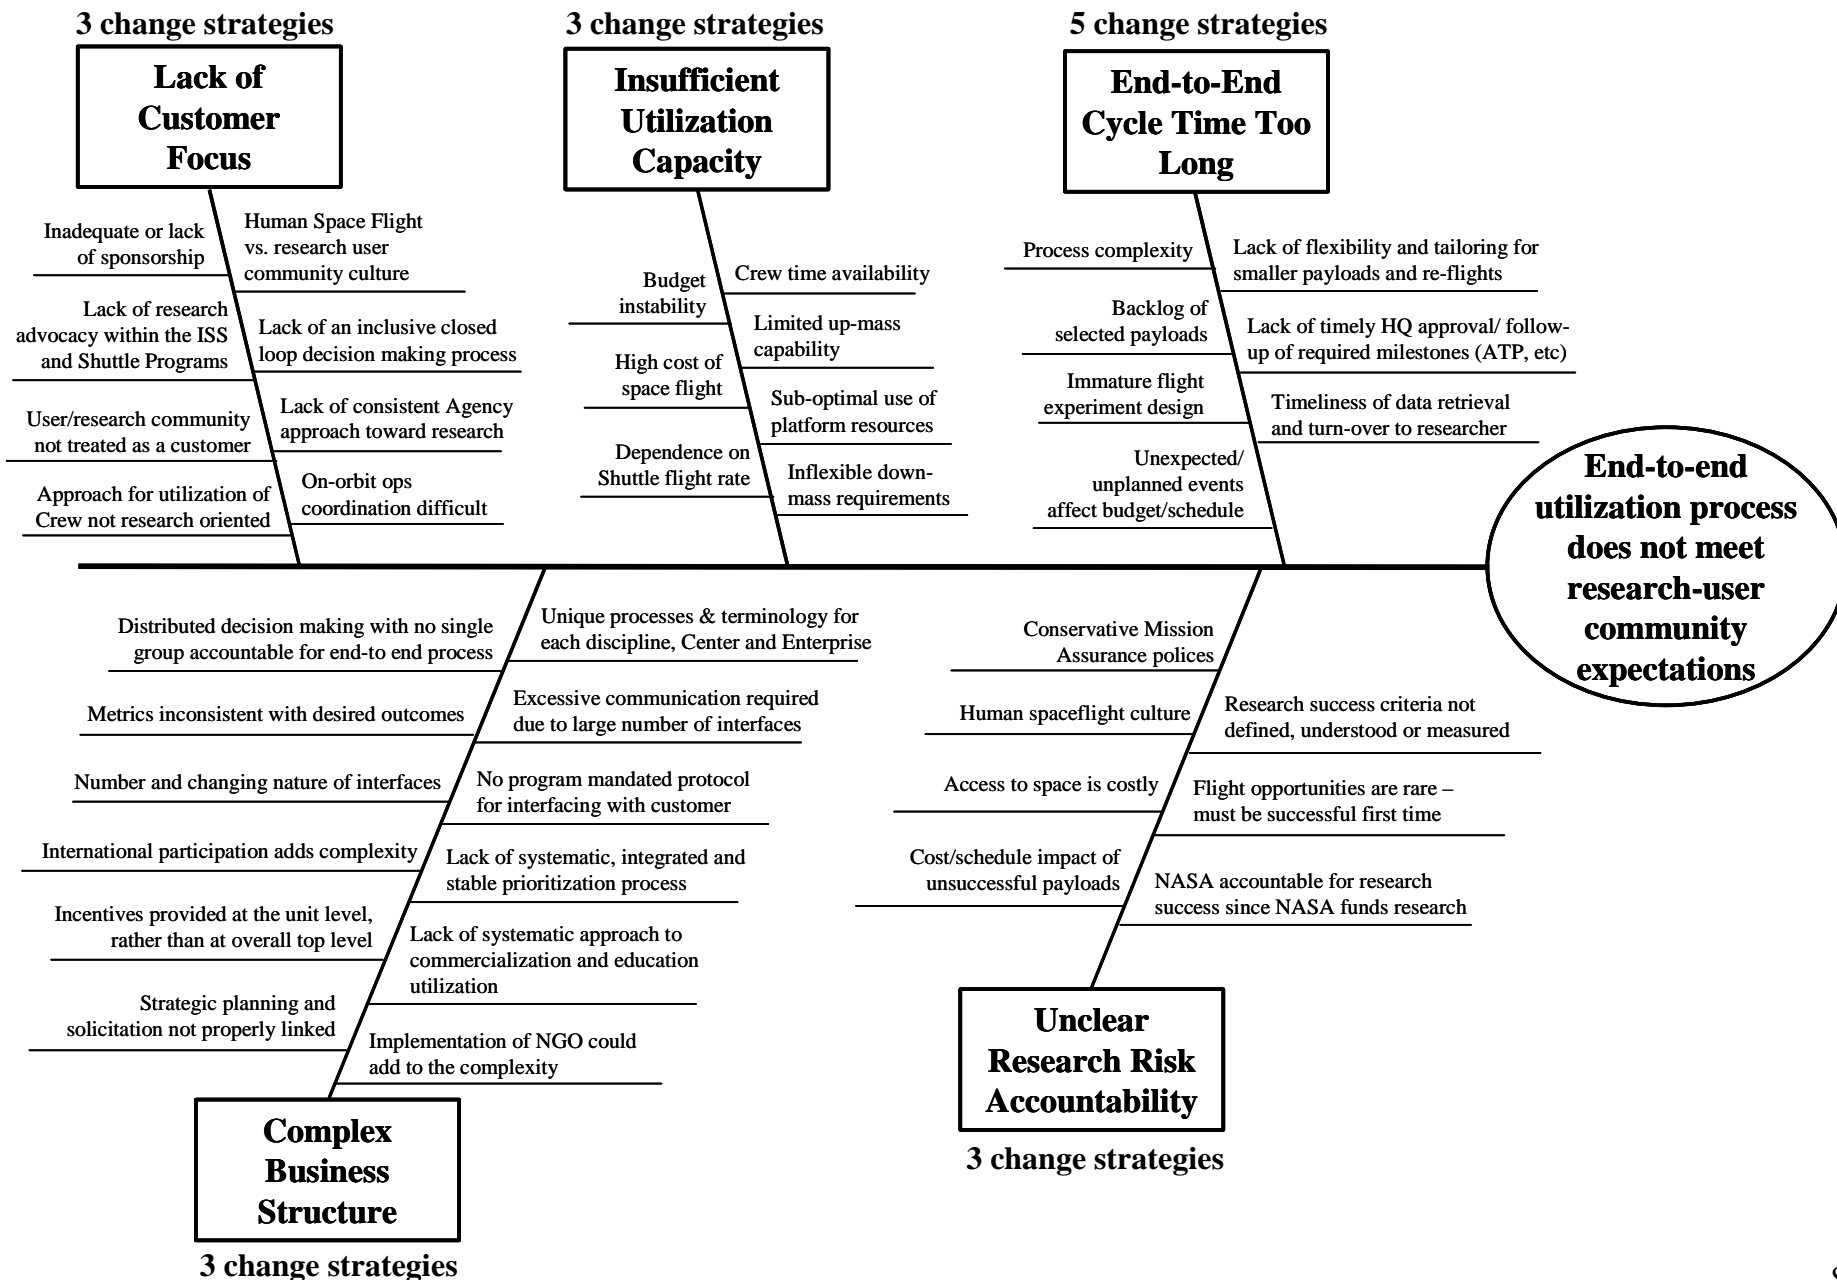 3 change strategies
Lack of
Customer
Focus
Inadequate or lack
of sponsorship
Lack of research
advocacy within the ISS
and Shuttle Programs
User/research community
not treated as a customer
Approach for utilization of
Crew not research oriented
Human Space Flight
vs. research user
community culture
Lack of an inclusive closed
loop decision making process
Lack of consistent Agency
approach toward research
On-orbit ops
coordination difficult
3 change strategies
Insufficient
Utilization
Capacity
Budget
instability
High cost of
space flight
Dependence on
Shuttle flight rate
Crew time availability
Limited up-mass
capability
Sub-optimal use of
platform resources
Inflexible down-
mass requirements
5 change strategies
End-to-End
Cycle Time Too
Long
Process complexity
Backlog of
selected payloads
Immature flight
experiment design
Unexpected/
unplanned events
affect budget/schedule
Lack of flexibility and tailoring for
smaller payloads and re-flights
Lack of timely HQ approval/ follow-
up of required milestones (ATP, etc)
Timeliness of data retrieval
and turn-over to researcher
End-to-end
utilization process
does not meet
research-user
community
expectations
Distributed decision making with no single
group accountable for end-to end process
Metrics inconsistent with desired outcomes
Number and changing nature of interfaces
International participation adds complexity
Incentives provided at the unit level,
rather than at overall top level
Strategic planning and
solicitation not properly linked
Unique processes & terminology for
each discipline, Center and Enterprise
Excessive communication required
due to large number of interfaces
No program mandated protocol
for interfacing with customer
Lack of systematic, integrated and
stable prioritization process
Lack of systematic approach to
commercialization and education
utilization
Implementation of NGO could
add to the complexity
Complex
Business
Structure
3 change strategies
Conservative Mission
Assurance polices
Human spaceflight culture
Access to space is costly
Cost/schedule impact of
unsuccessful payloads
Research success criteria not
defined, understood or measured
Flight opportunities are rare –
must be successful first time
NASA accountable for research
success since NASA funds research
Unclear
Research Risk
Accountability
3 change strategies